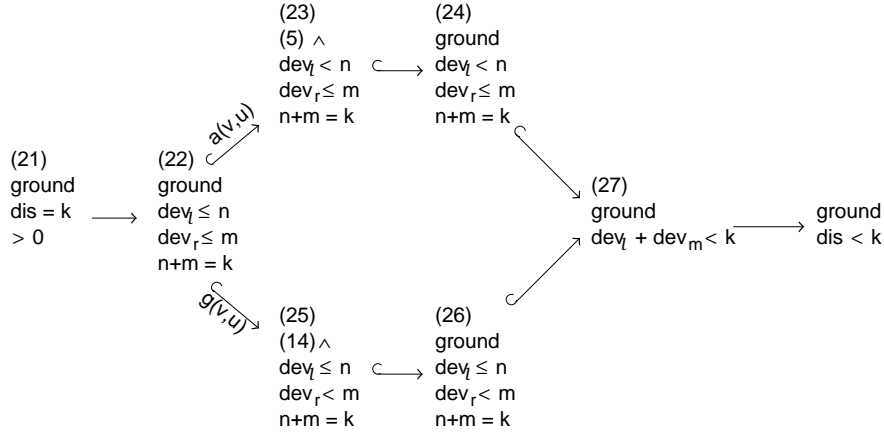 (21)
ground
dis = k
> 0
(22)
ground
dev_l ≤ n
dev_r ≤ m
n+m = k
a(v,u)
g(v,u)
(23)
(5) ∧
dev_l < n
dev_r ≤ m
n+m = k
(24)
ground
dev_l < n
dev_r ≤ m
n+m = k
(25)
(14) ∧
dev_l ≤ n
dev_r < m
n+m = k
(26)
ground
dev_l ≤ n
dev_r < m
n+m = k
(27)
ground
dev_l + dev_m < k
ground
dis < k